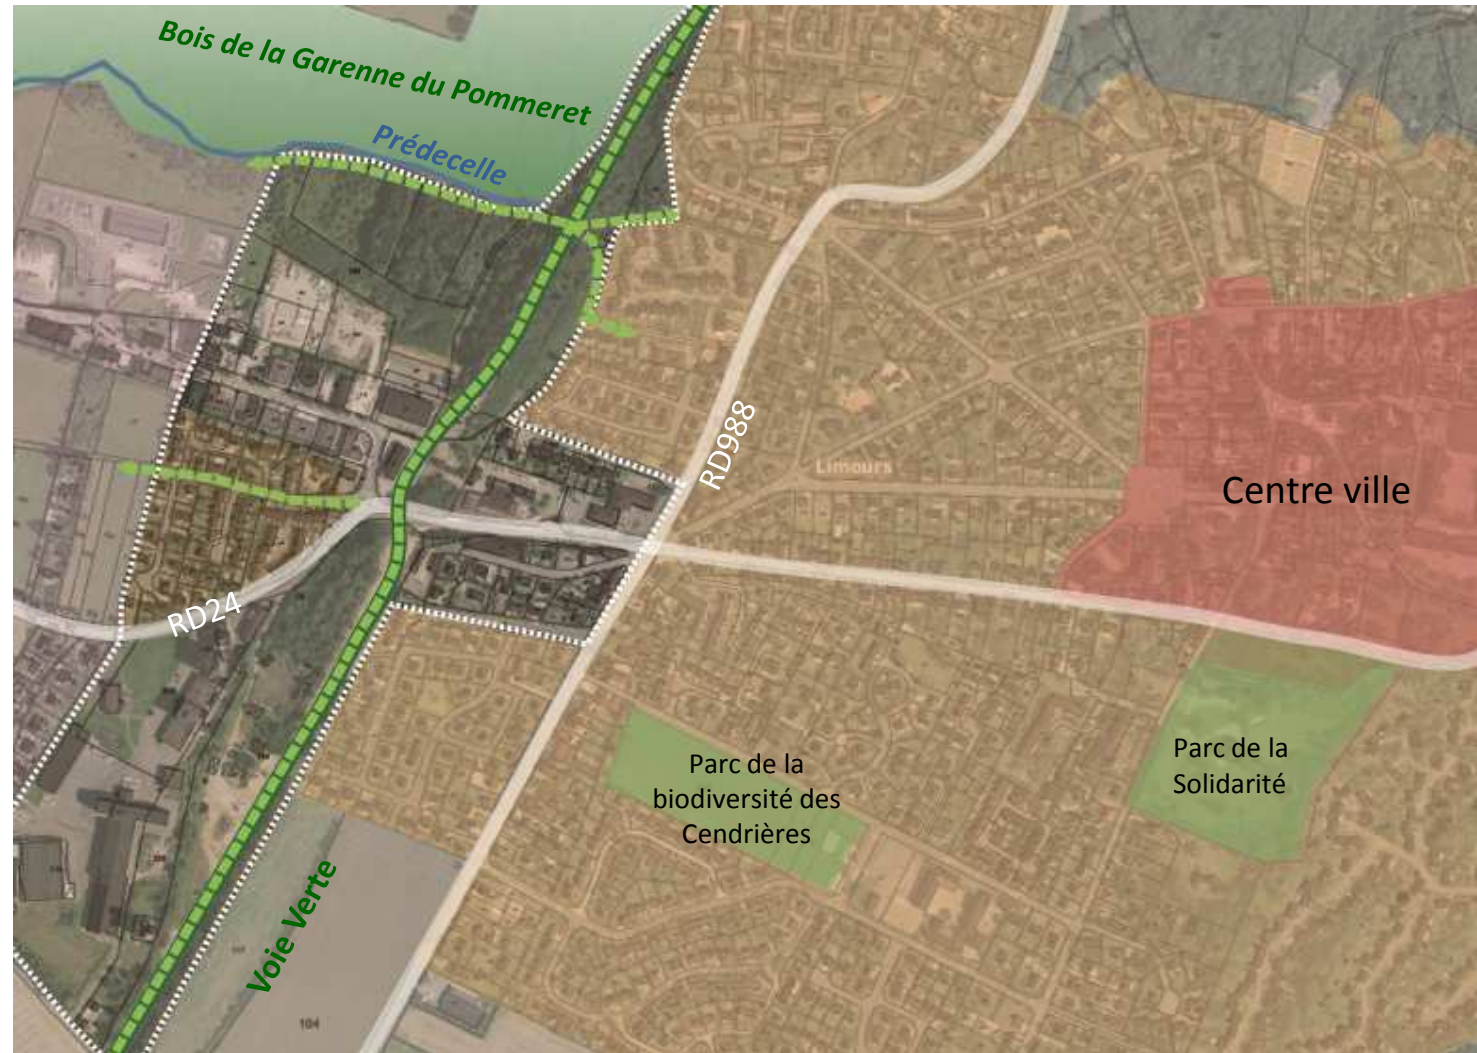 Bois de la Garenne du Pommeret
Prédecelle
RD988
Limours
Centre ville
RD24
Parc de la
biodiversité des
Cendrières
Parc de la
Solidarité
Voie Verte
104